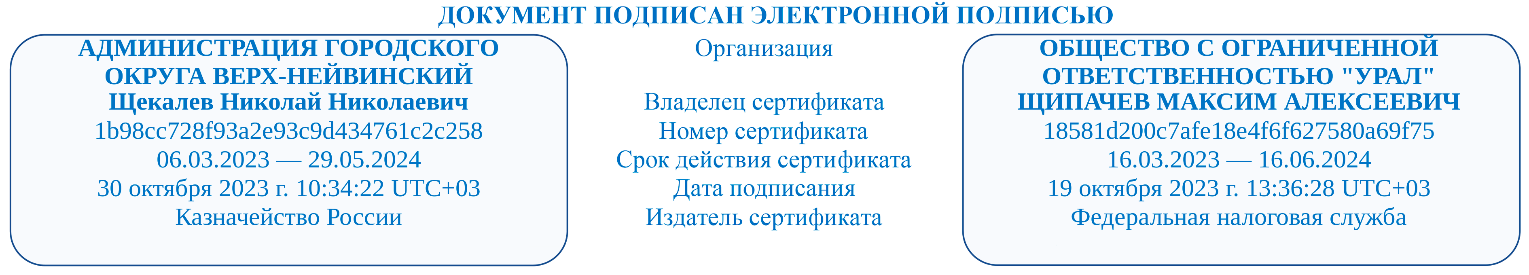 ДОКУМЕНТ ПОДПИСАН ЭЛЕКТРОННОЙ ПОДПИСЬЮ
АДМИНИСТРАЦИЯ ГОРОДСКОГО
ОКРУГА ВЕРХ-НЕЙВИНСКИЙ
Щекалев Николай Николаевич
1b98cc728f93a2e93c9d434761c2c258
06.03.2023 — 29.05.2024
30 октября 2023 г. 10:34:22 UTC+03
Казначейство России
Организация
Владелец сертификата
Номер сертификата
Срок действия сертификата
Дата подписания
Издатель сертификата
ОБЩЕСТВО С ОГРАНИЧЕННОЙ
ОТВЕТСТВЕННОСТЬЮ "УРАЛ"
ЩИПАЧЕВ МАКСИМ АЛЕКСЕЕВИЧ
18581d200c7afe18e4f6f627580a69f75
16.03.2023 — 16.06.2024
19 октября 2023 г. 13:36:28 UTC+03
Федеральная налоговая служба